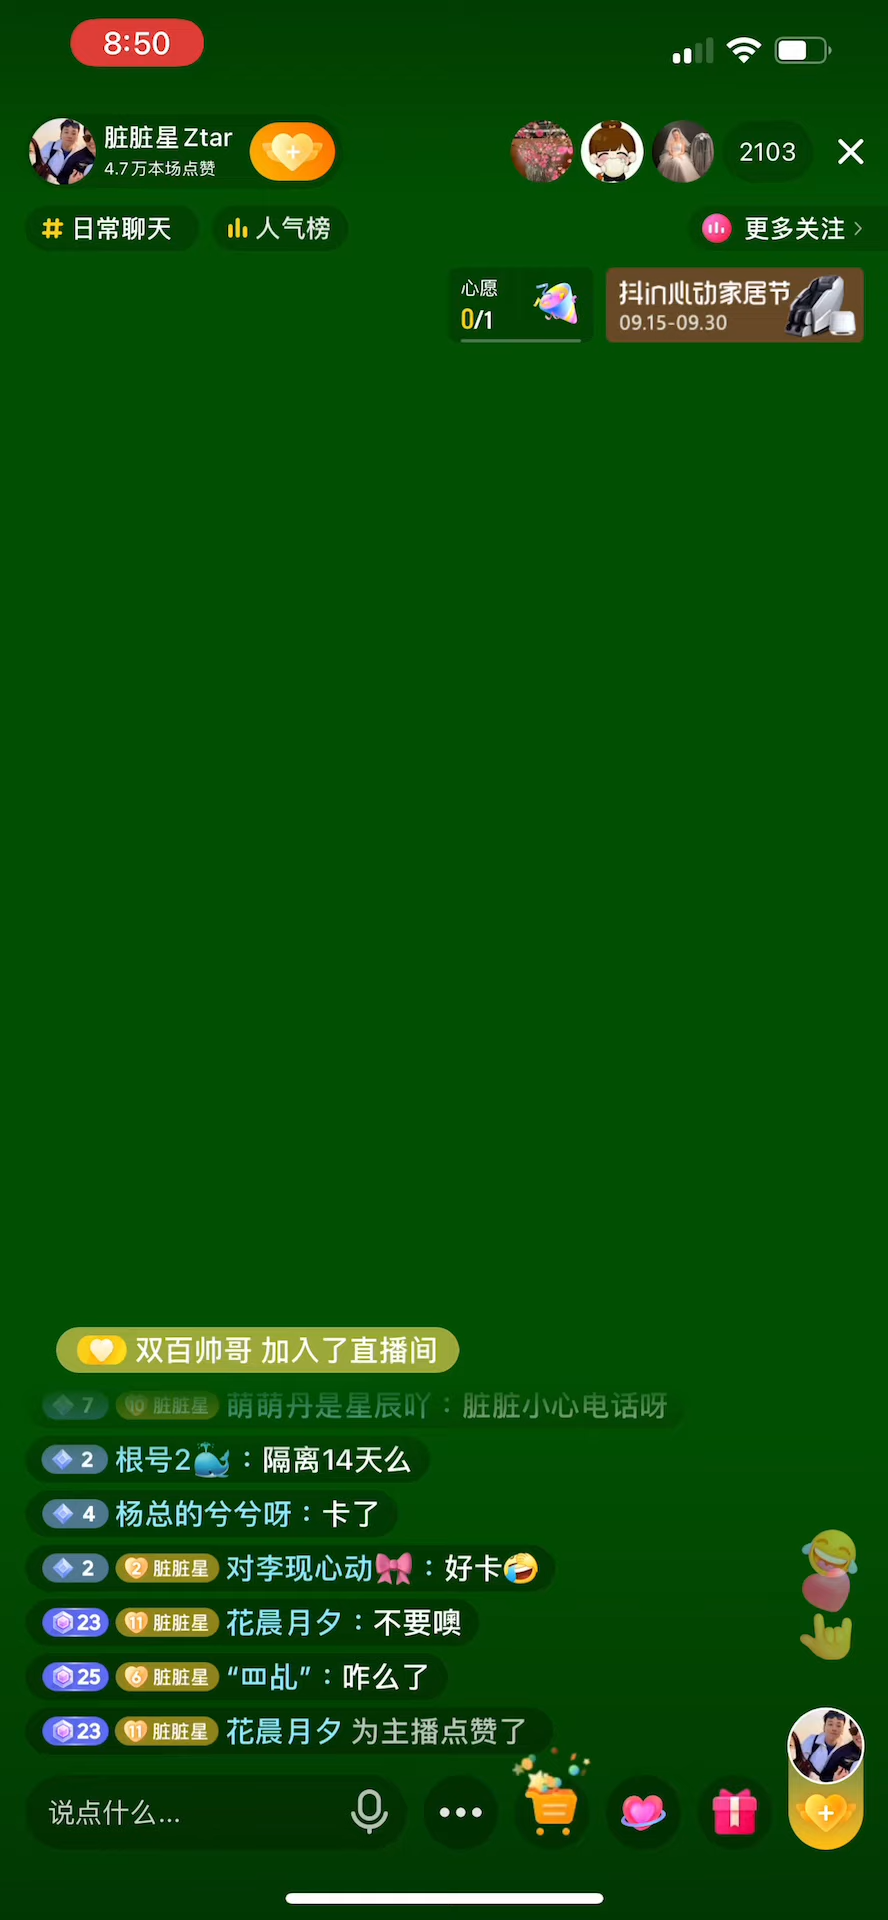 8:50
脏脏星Ztar
4.7万本场点赞
2103
日常聊天
人气榜
更多关注
心愿
0/1
抖in心动家居节
09.15-09.30
双百帅哥 加入了直播间
7 10 脏脏星 萌萌丹是星辰吖：脏脏小心电话呀
2 根号2🐳：隔离14天么
4 杨总的兮兮呀：卡了
2 2 脏脏星 对李现心动🎀：好卡🤣
23 11 脏脏星 花晨月夕：不要噢
25 6 脏脏星 “㆕乩”：咋么了
23 11 脏脏星 花晨月夕 为主播点赞了
说点什么...